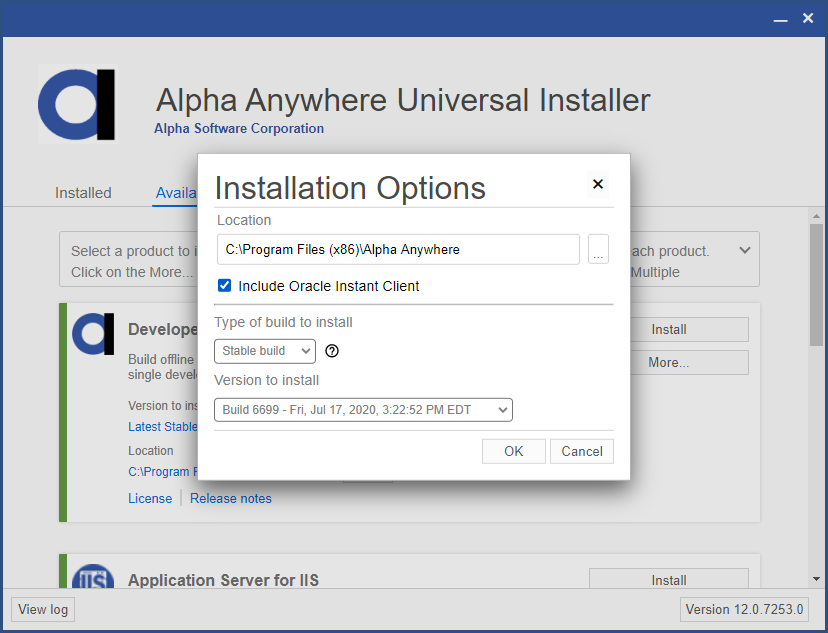 Alpha Anywhere Universal Installer
Alpha Software Corporation
Installed
Availa
Select a product to i
ach product.
Click on the More...
Multiple
Installation Options
Location
C:\Program Files (x86)\Alpha Anywhere
...
Include Oracle Instant Client
Type of build to install
Stable build
Version to install
Build 6699 - Fri, Jul 17, 2020, 3:22:52 PM EDT
OK
Cancel
Develope
Install
Build offline
More...
single devel
Version to ins
Latest Stable
Location
C:\Program F
License
Release notes
IIS
Application Server for IIS
Install
View log
Version 12.0.7253.0